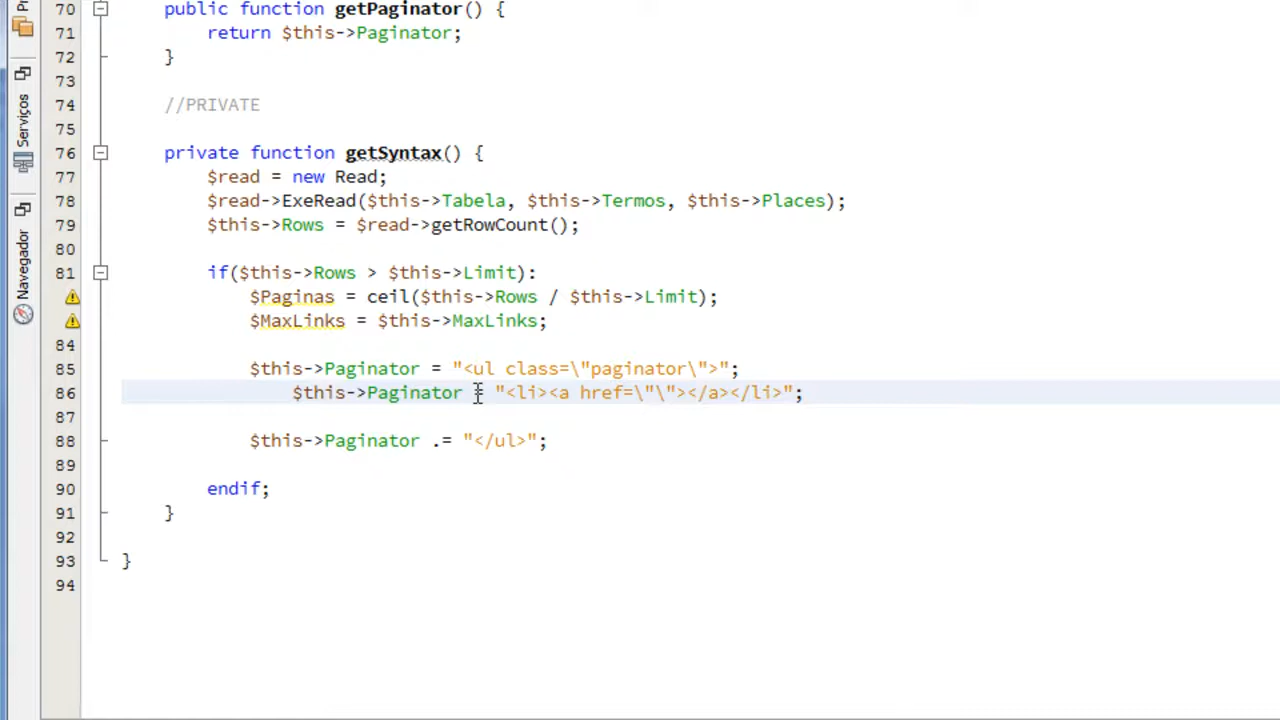 Pr
Serviços
Navegador
70 public function getPaginator() {
71 return $this->Paginator;
72 }
73
74 //PRIVATE
75
76 private function getSyntax() {
77 $read = new Read;
78 $read->ExeRead($this->Tabela, $this->Termos, $this->Places);
79 $this->Rows = $read->getRowCount();
80
81 if($this->Rows > $this->Limit):
$Paginas = ceil($this->Rows / $this->Limit);
$MaxLinks = $this->MaxLinks;
84
85 $this->Paginator = "<ul class=\"paginator\">";
86 $this->Paginator = "<li><a href=\"\"></a></li>";
87
88 $this->Paginator .= "</ul>";
89
90 endif;
91 }
92
93 }
94